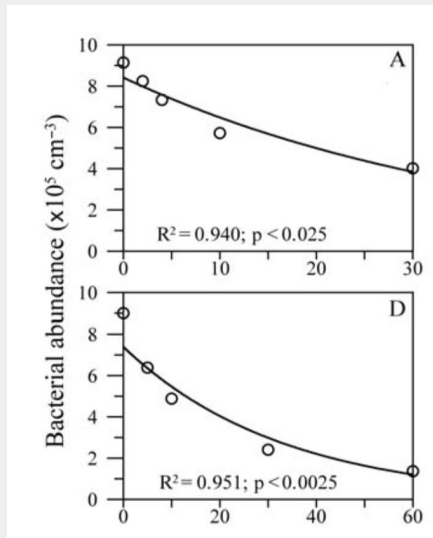 Bacterial abundance (x10⁵ cm⁻³)
10
8
6
4
2
0
A
R² = 0.940; p <0.025
0 10 20 30
10
8
6
4
2
0
D
R² = 0.951; p <0.0025
0 20 40 60